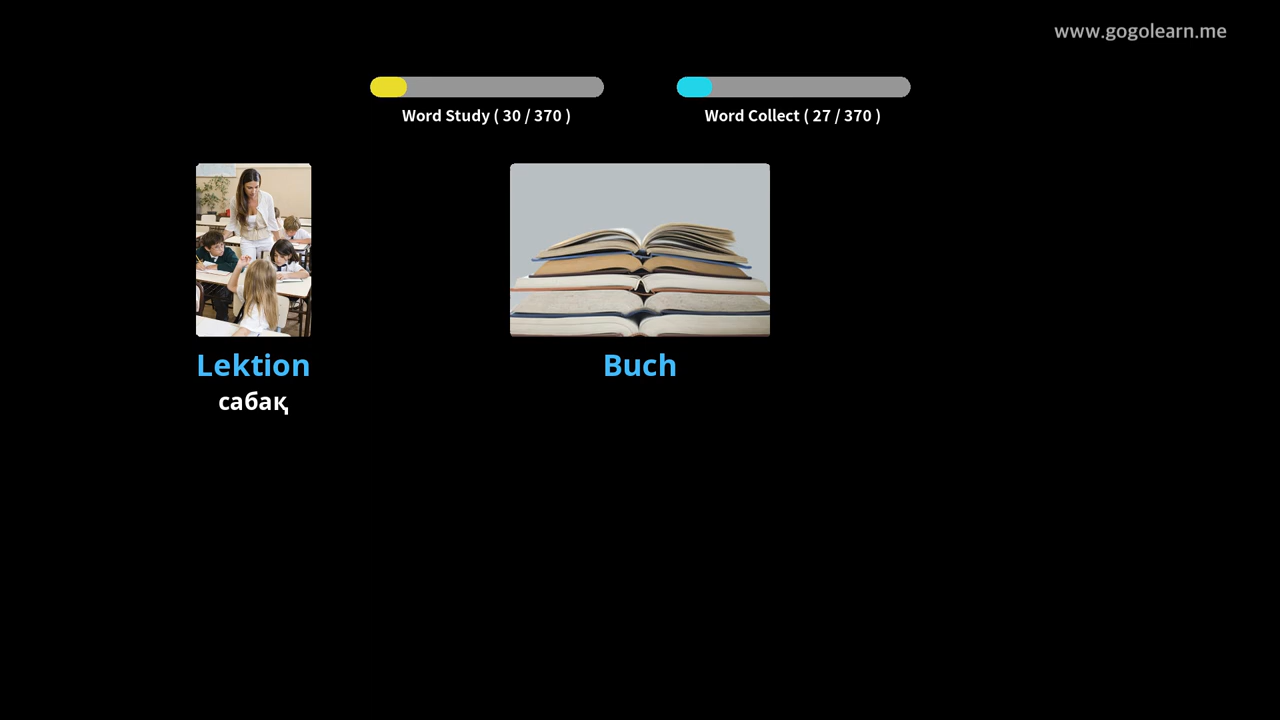 www.gogolearn.me
Word Study ( 30 / 370 )
Word Collect ( 27 / 370 )
Lektion
сабақ
Buch